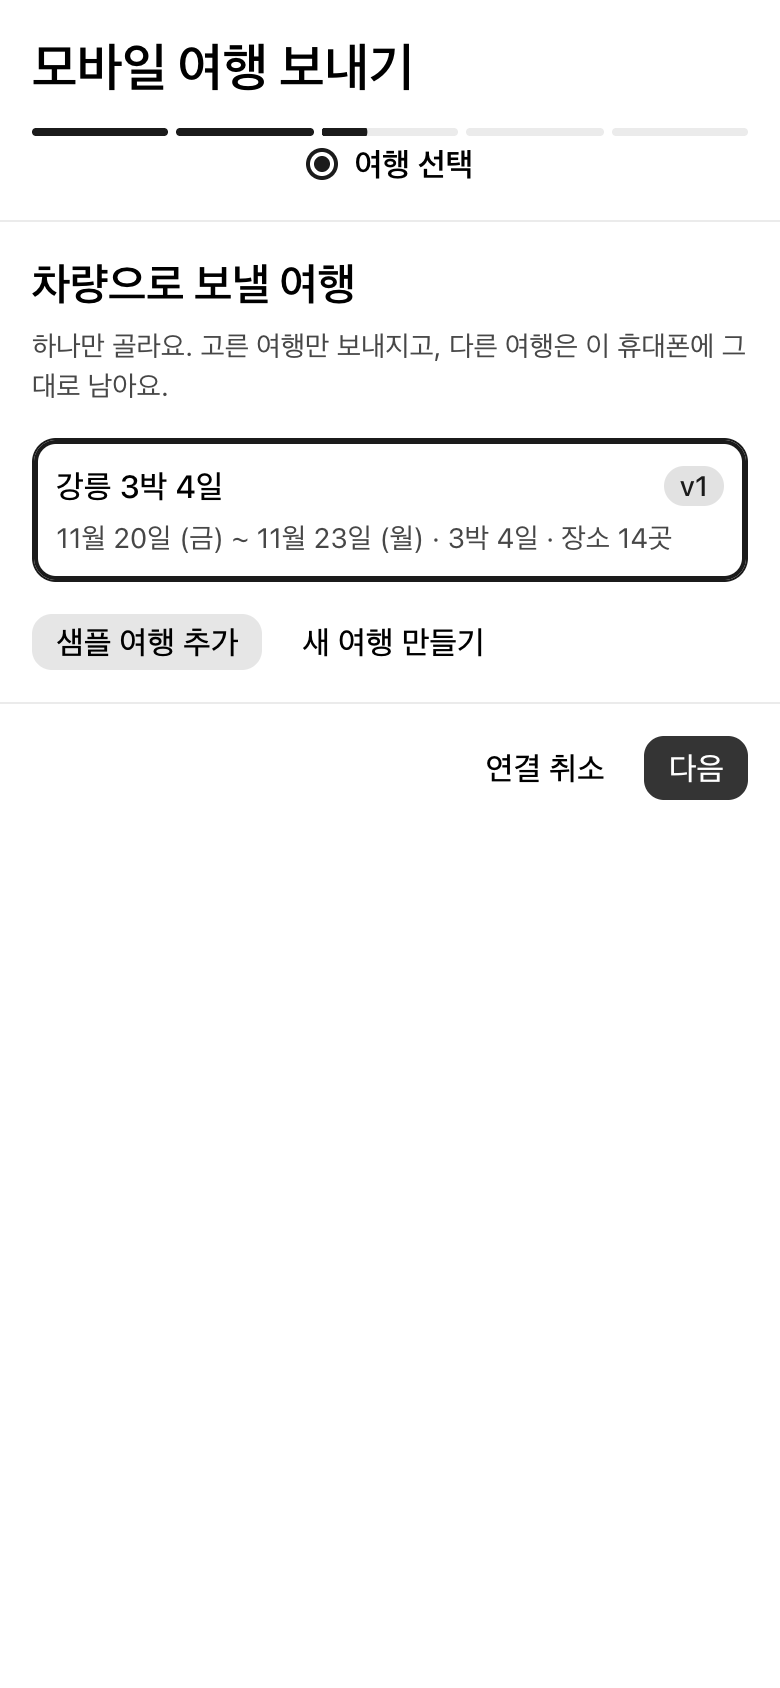 모바일 여행 보내기
여행 선택
차량으로 보낼 여행
하나만 골라요. 고른 여행만 보내지고, 다른 여행은 이 휴대폰에 그
대로 남아요.
강릉 3박 4일 v1
11월 20일 (금) ~ 11월 23일 (월) · 3박 4일 · 장소 14곳
샘플 여행 추가 새 여행 만들기
연결 취소 다음